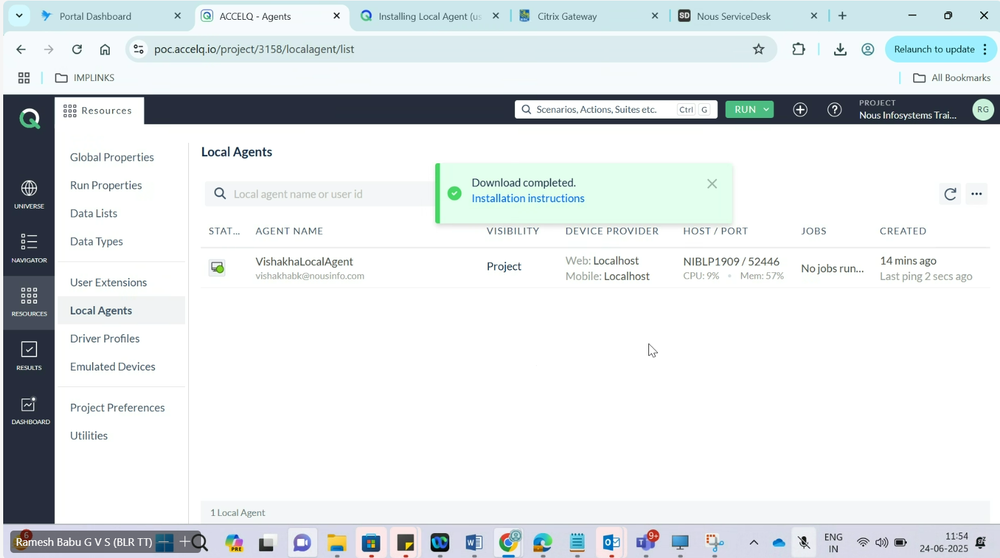 Portal Dashboard
ACCELQ - Agents
Installing Local Agent (us
Citrix Gateway
SD Nous ServiceDesk
poc.accelq.io/project/3158/localagent/list
Relaunch to update
IMPLINKS
All Bookmarks
Resources
Scenarios, Actions, Suites etc. Ctrl G
RUN
PROJECT
Nous Infosystems Trai...
RG
UNIVERSE
NAVIGATOR
RESOURCES
RESULTS
DASHBOARD
Global Properties
Run Properties
Data Lists
Data Types
User Extensions
Local Agents
Driver Profiles
Emulated Devices
Project Preferences
Utilities
Local Agents
Local agent name or user id
Download completed.
Installation instructions
STAT... AGENT NAME VISIBILITY DEVICE PROVIDER HOST / PORT JOBS CREATED
VishakhaLocalAgent
vishakhabk@nousinfo.com
Project
Web: Localhost
Mobile: Localhost
NIBLP1909 / 52446
CPU: 9% • Mem: 57%
No jobs run...
14 mins ago
Last ping 2 secs ago
1 Local Agent
6
Ramesh Babu G V S (BLR TT)
PRE
9+
ENG
IN
11:54
24-06-2025